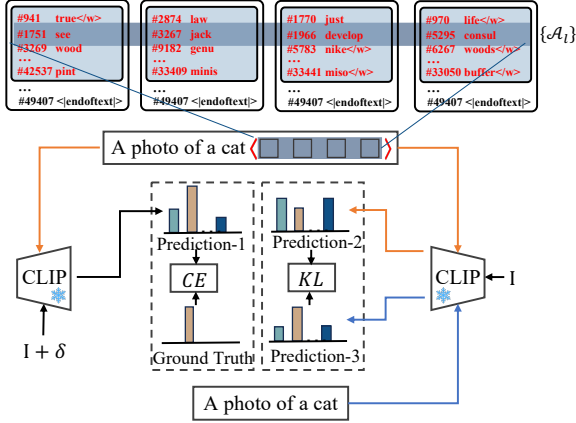 #941 true</w>
#1751 see
#3269 wood
...
#42537 pint
...
#49407 <|endoftext|>
#2874 law
#3267 jack
#9182 genu
...
#33409 minis
...
#49407 <|endoftext|>
#1770 just
#1966 develop
#5783 nike</w>
...
#33441 miso</w>
...
#49407 <|endoftext|>
#970 life</w>
#5295 consul
#6267 woods</w>
...
#33050 buffer</w>
...
#49407 <|endoftext|>
{𝒜_l}
A photo of a cat ⟨ ⟩
Prediction-1
CE
Ground Truth
Prediction-2
KL
Prediction-3
CLIP
I + δ
CLIP
I
A photo of a cat